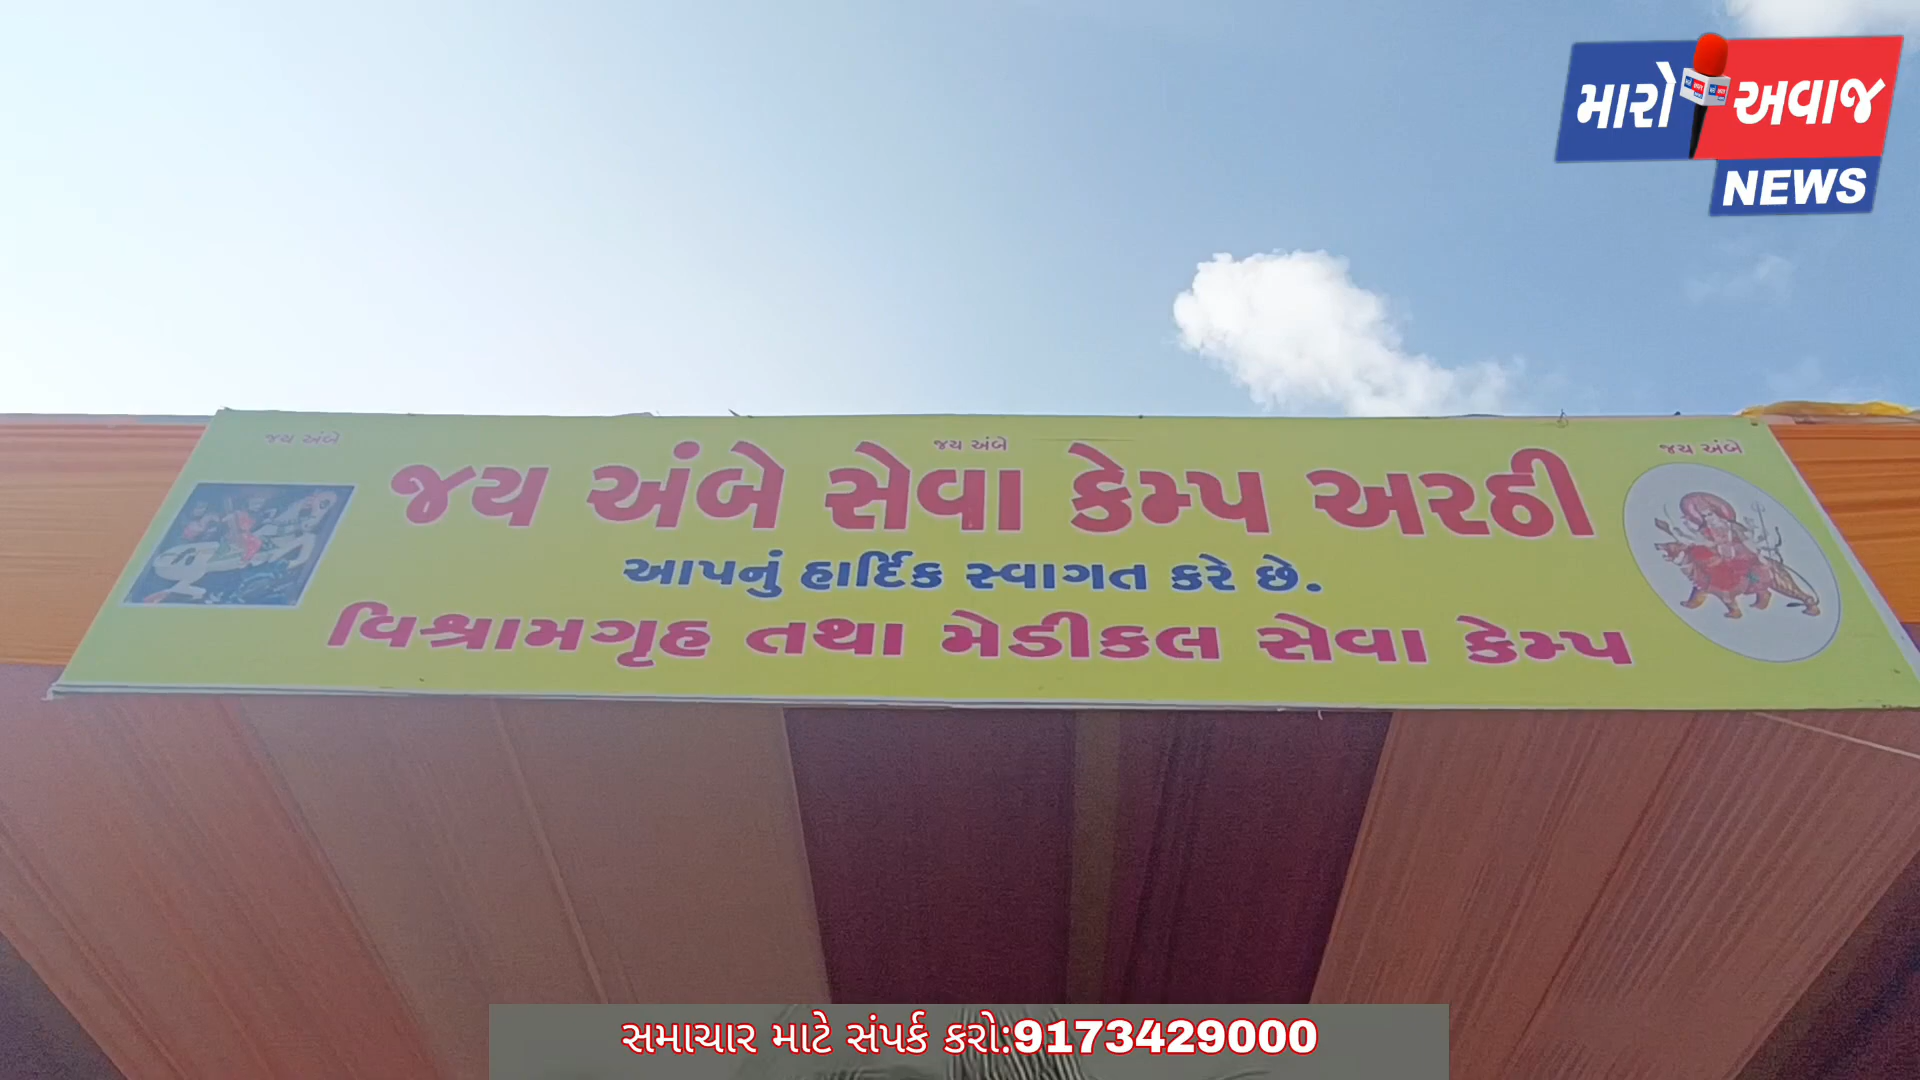 મારો અવાજ
NEWS
જય અંબે જય અંબે જય અંબે
જય અંબે સેવા કેમ્પ અરઠી
આપનું હાર્દિક સ્વાગત કરે છે.
વિશ્રામગૃહ તથા મેડીકલ સેવા કેમ્પ
સમાચાર માટે સંપર્ક કરો:9173429000